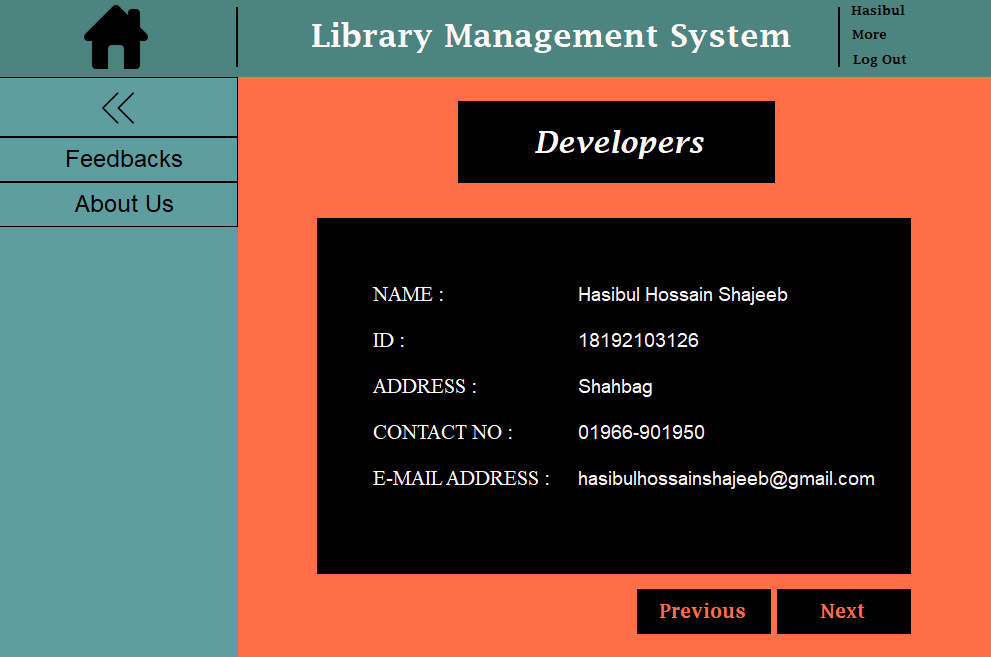 Library Management System
Hasibul
More
Log Out
Feedbacks
About Us
Developers
NAME : Hasibul Hossain Shajeeb
ID : 18192103126
ADDRESS : Shahbag
CONTACT NO : 01966-901950
E-MAIL ADDRESS : hasibulhossainshajeeb@gmail.com
Previous Next